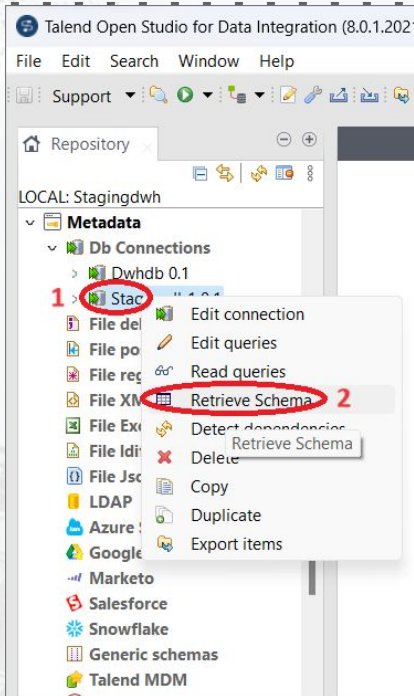 Talend Open Studio for Data Integration (8.0.1.2021
File Edit Search Window Help
Support
Repository
LOCAL: Stagingdwh
Metadata
Db Connections
Dwhdb 0.1
1
Edit connection
File
Edit queries
File
Read queries
File
Retrieve Schema 2
File
Detect dependencies
File
Retrieve Schema
Delete
File
Copy
File
LDAP
Duplicate
Azure
Export items
Google
Marketo
Salesforce
Snowflake
Generic schemas
Talend MDM